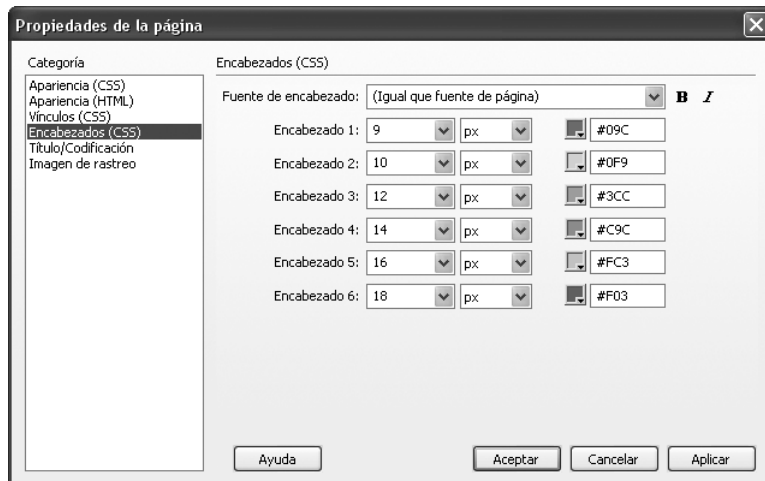 Propiedades de la página
Categoría
Apariencia (CSS)
Apariencia (HTML)
Vínculos (CSS)
Encabezados (CSS)
Título/Codificación
Imagen de rastreo
Encabezados (CSS)
Fuente de encabezado: (Igual que fuente de página) B I
Encabezado 1: 9 px #09C
Encabezado 2: 10 px #0F9
Encabezado 3: 12 px #3CC
Encabezado 4: 14 px #C9C
Encabezado 5: 16 px #FC3
Encabezado 6: 18 px #F03
Ayuda Aceptar Cancelar Aplicar